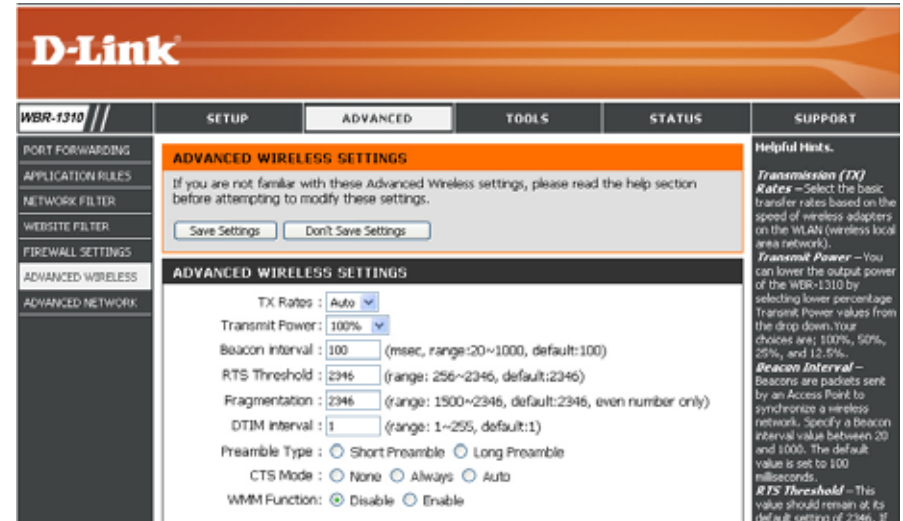 D-Link
WBR-1310
SETUP
ADVANCED
TOOLS
STATUS
SUPPORT
PORT FORWARDING
APPLICATION RULES
NETWORK FILTER
WEBSITE FILTER
FIREWALL SETTINGS
ADVANCED WIRELESS
ADVANCED NETWORK
ADVANCED WIRELESS SETTINGS
If you are not familiar with these Advanced Wireless settings, please read the help section
before attempting to modify these settings.
Save Settings
Don't Save Settings
ADVANCED WIRELESS SETTINGS
TX Rates : Auto
Transmit Power: 100%
Beacon interval : 100 (msec, range:20~1000, default:100)
RTS Threshold : 2346 (range: 256~2346, default:2346)
Fragmentation : 2346 (range: 1500~2346, default:2346, even number only)
DTIM interval : 1 (range: 1~255, default:1)
Preamble Type : Short Preamble Long Preamble
CTS Mode : None Always Auto
WMM Function: Disable Enable
Helpful Hints.
Transmission (TX)
Rates – Select the basic
transfer rates based on the
speed of wireless adapters
on the WLAN (wireless local
area network).
Transmit Power – You
can lower the output power
of the WBR-1310 by
selecting lower percentage
Transmit Power values from
the drop down. Your
choices are; 100%, 50%,
25%, and 12.5%.
Beacon Interval –
Beacons are packets sent
by an Access Point to
synchronize a wireless
network. Specify a Beacon
interval value between 20
and 1000. The default
value is set to 100
milliseconds.
RTS Threshold – This
value should remain at its
default setting of 2346. If